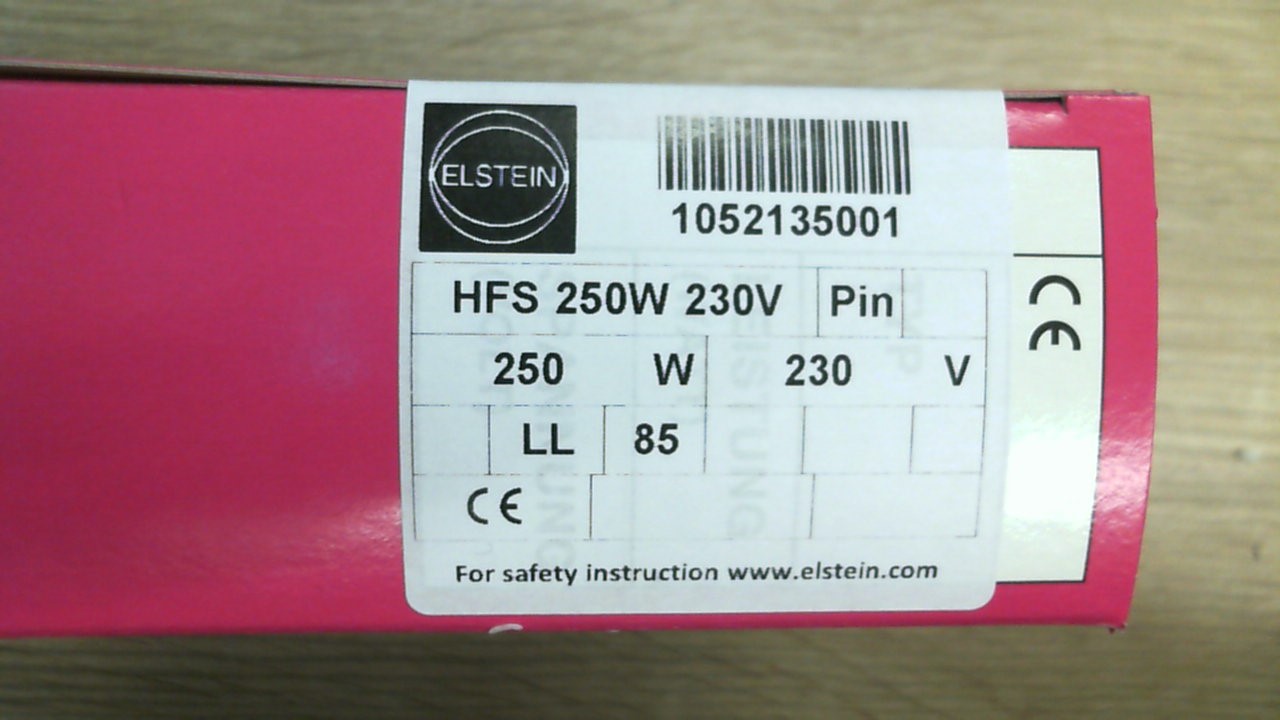 ELSTEIN
1052135001
HFS 250W 230V Pin
250 W 230 V
LL 85
CE
For safety instruction www.elstein.com
CE